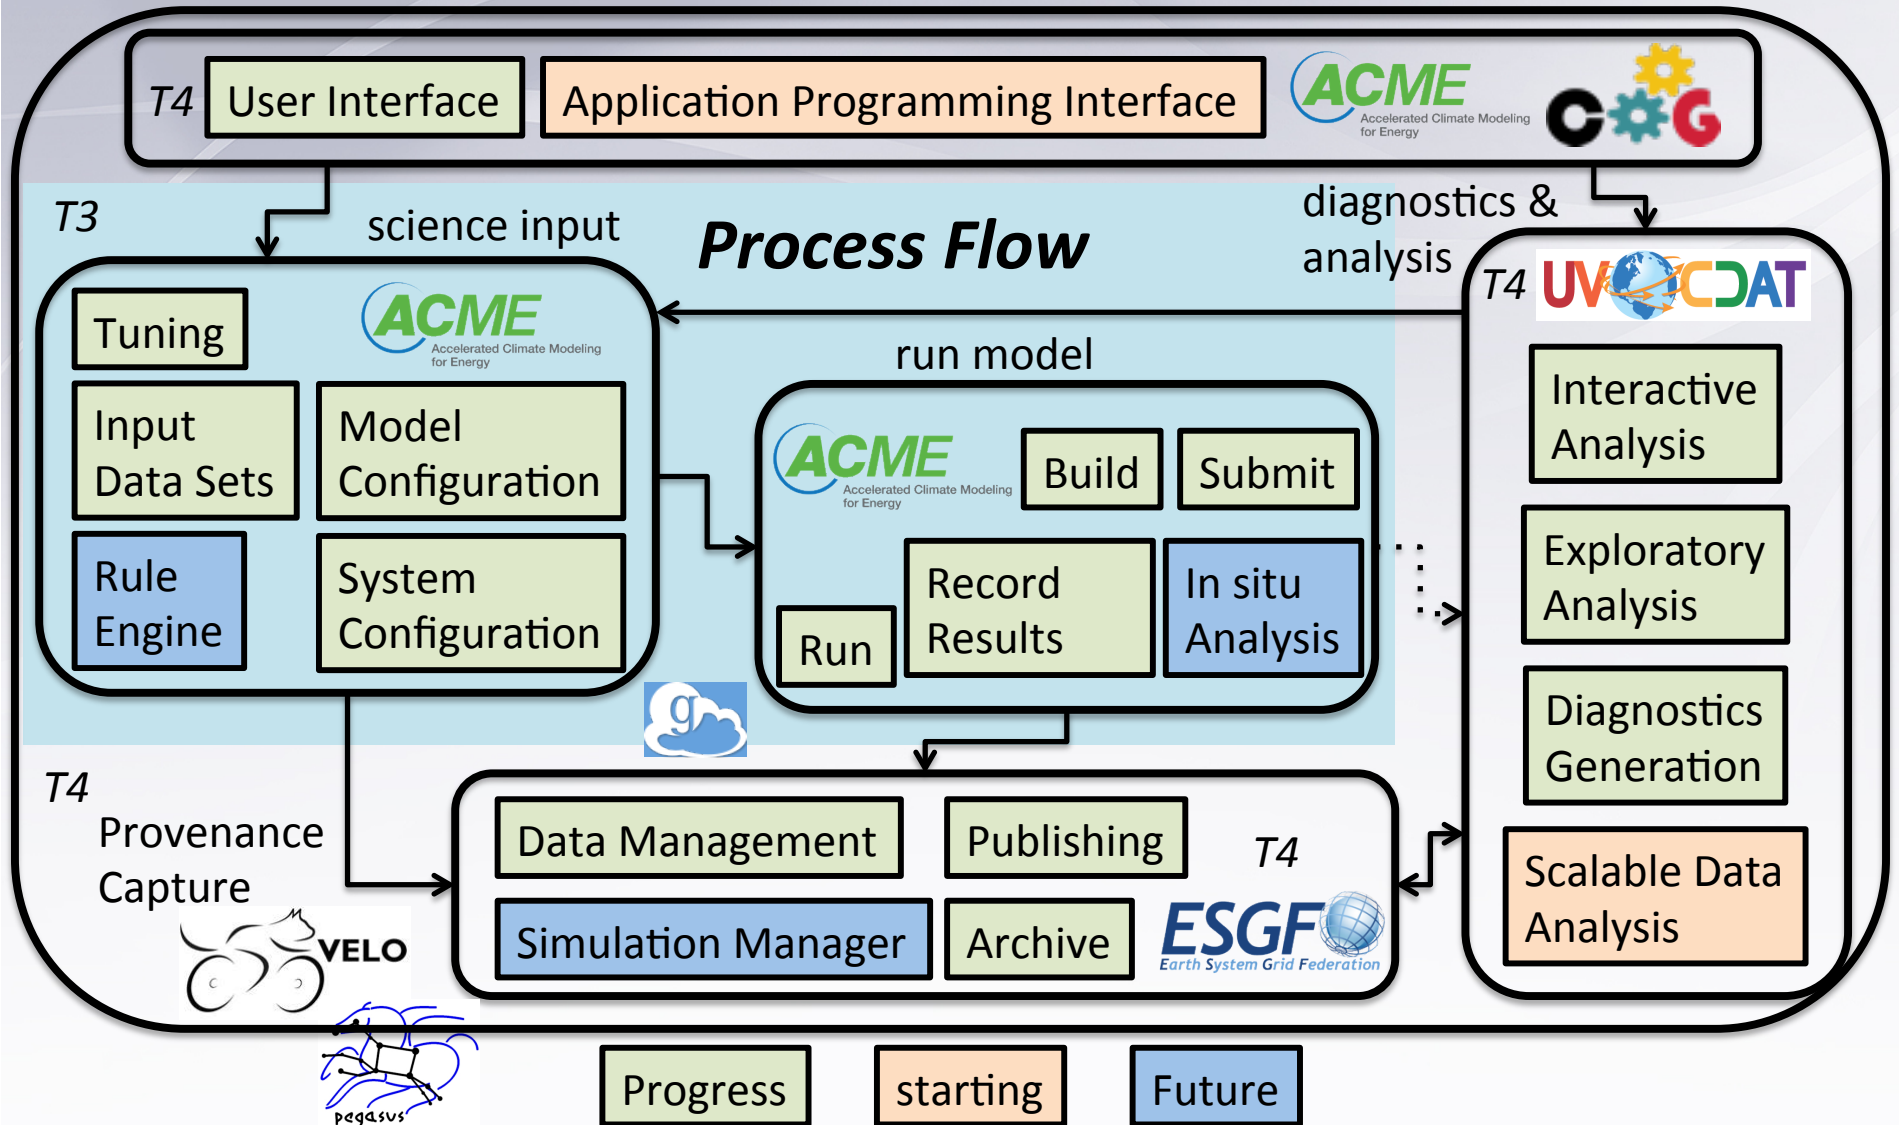 T4
User Interface
Application Programming Interface
ACME
Accelerated Climate Modeling
for Energy
COG
T3
science input
Process Flow
diagnostics &
analysis
Tuning
ACME
Accelerated Climate Modeling
for Energy
Input
Data Sets
Model
Configuration
Rule
Engine
System
Configuration
run model
ACME
Accelerated Climate Modeling
for Energy
Build
Submit
Run
Record
Results
In situ
Analysis
g
T4
UV CDAT
Interactive
Analysis
Exploratory
Analysis
Diagnostics
Generation
Scalable Data
Analysis
T4
Provenance
Capture
VELO
pegasus
Data Management
Publishing
T4
Simulation Manager
Archive
ESGF
Earth System Grid Federation
Progress
starting
Future